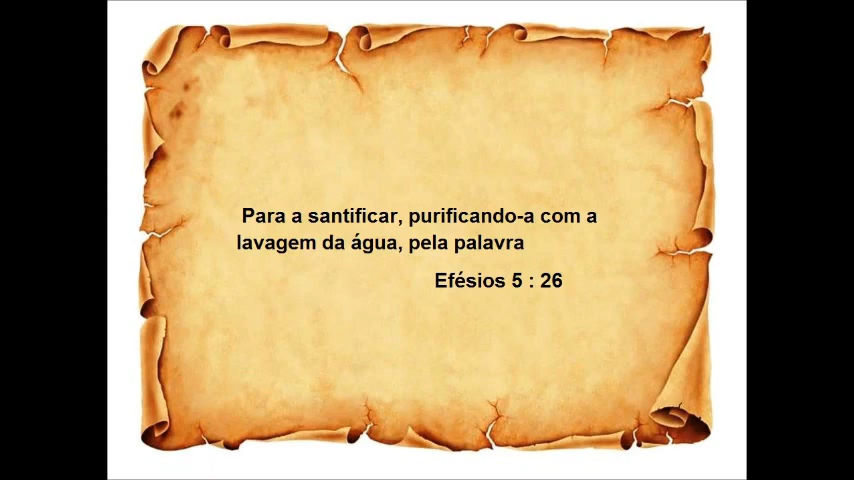 Para a santificar, purificando-a com a
lavagem da água, pela palavra
Efésios 5 : 26